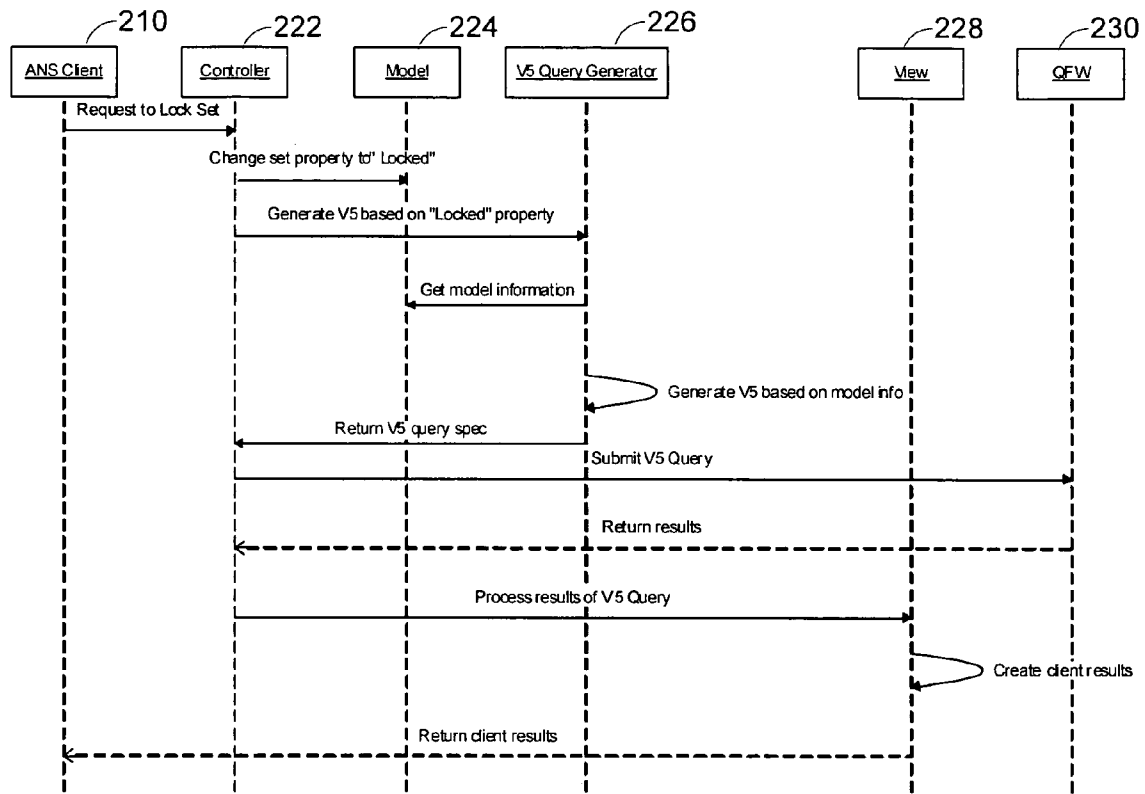 210
222
224
226
228
230
ANS Client
Controller
Model
V5 Query Generator
View
QFW
Request to Lock Set
Change set property to" Locked"
Generate V5 based on "Locked" property
Get model information
Generate V5 based on model info
Return V5 query spec
Submit V5 Query
Return results
Process results of V5 Query
Create client results
Return client results